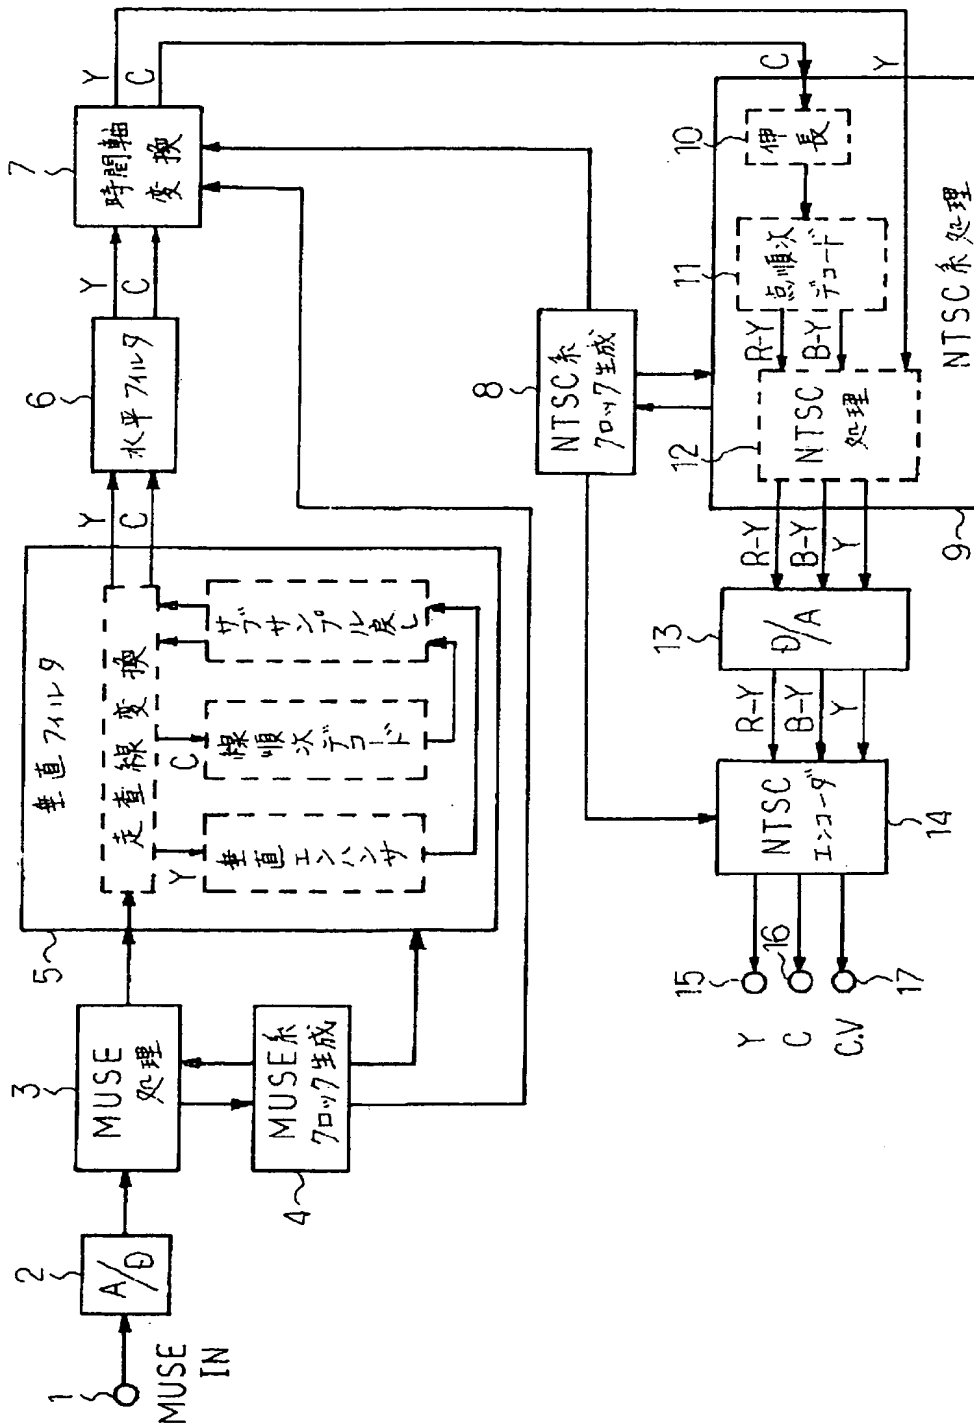 1
MUSE
IN
2
A/D
3
MUSE
処理
4
MUSE系
クロック生成
5
垂直フィルタ
走査線変換
Y
垂直エンハンサ
C
線順次デコード
サブサンプル戻し
Y
C
6
水平フィルタ
Y
C
7
時間軸
変換
Y
C
8
NTSC系
クロック生成
9
NTSC系処理
C
Y
10
伸長
11
点順次
デコード
R-Y
B-Y
12
NTSC
処理
R-Y
B-Y
Y
13
D/A
R-Y
B-Y
Y
14
NTSC
エンコーダ
15
Y
16
C
17
C.V